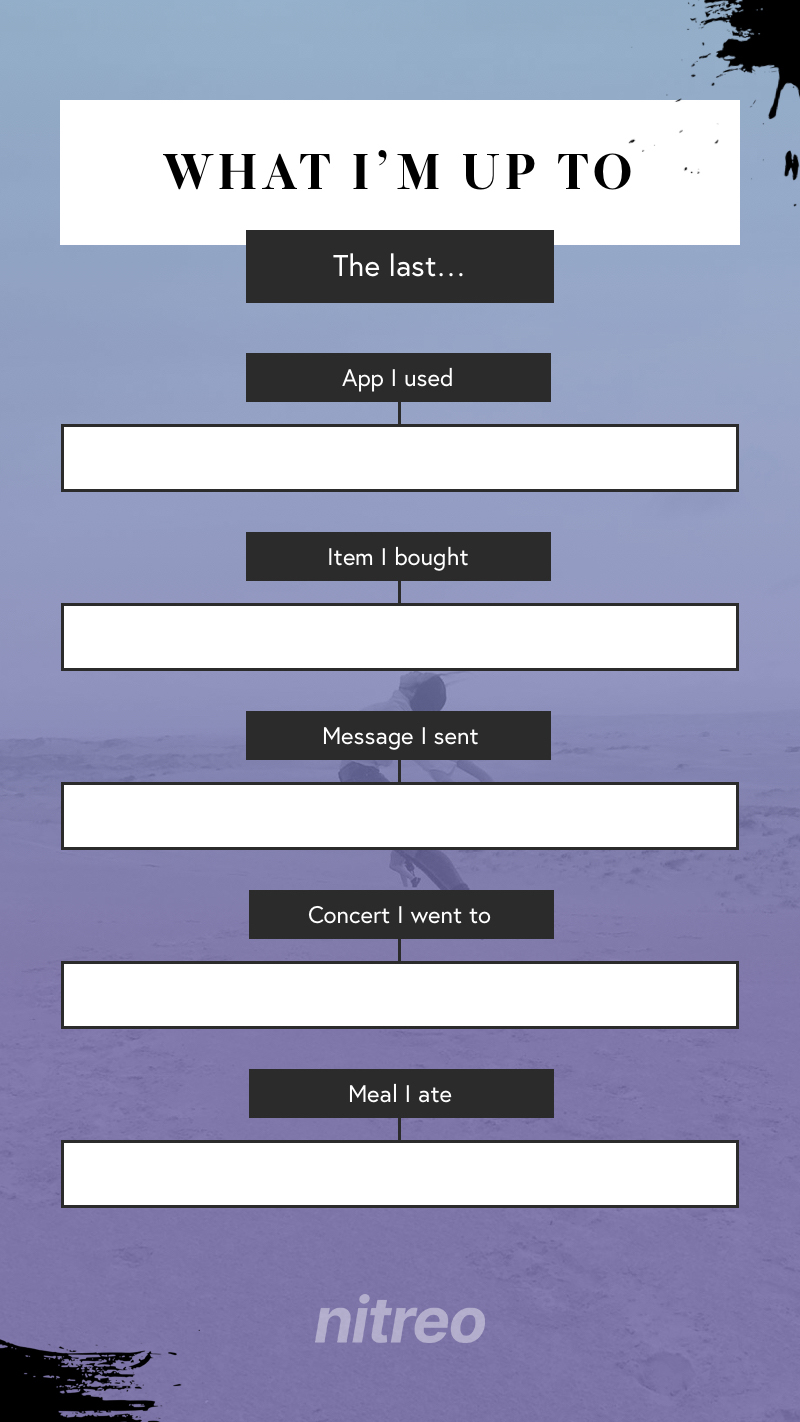 WHAT I’M UP TO
The last...
App I used
Item I bought
Message I sent
Concert I went to
Meal I ate
nitreo